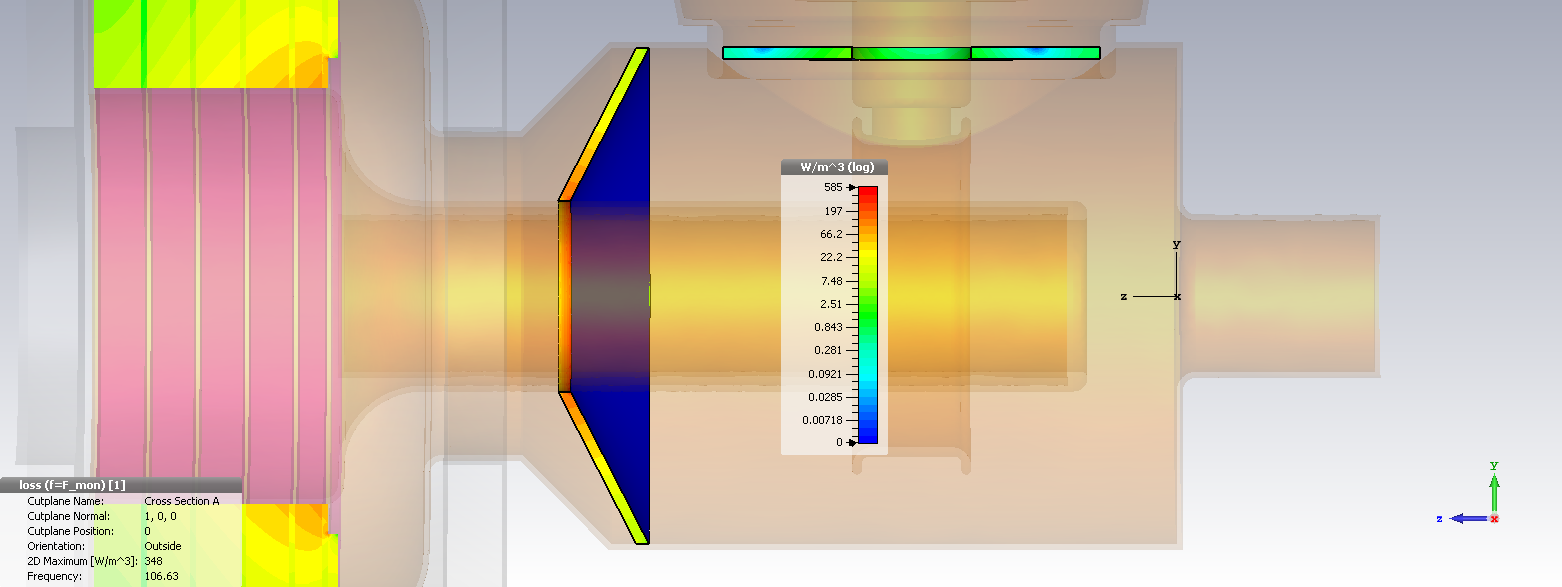 W/m^3 (log)
585
197
66.2
22.2
7.48
2.51
0.843
0.281
0.0921
0.0285
0.00718
0
y
z
x
loss (f=F_mon) [1]
Cutplane Name: Cross Section A
Cutplane Normal: 1, 0, 0
Cutplane Position: 0
Orientation: Outside
2D Maximum [W/m^3]: 348
Frequency: 106.63
y
z
x